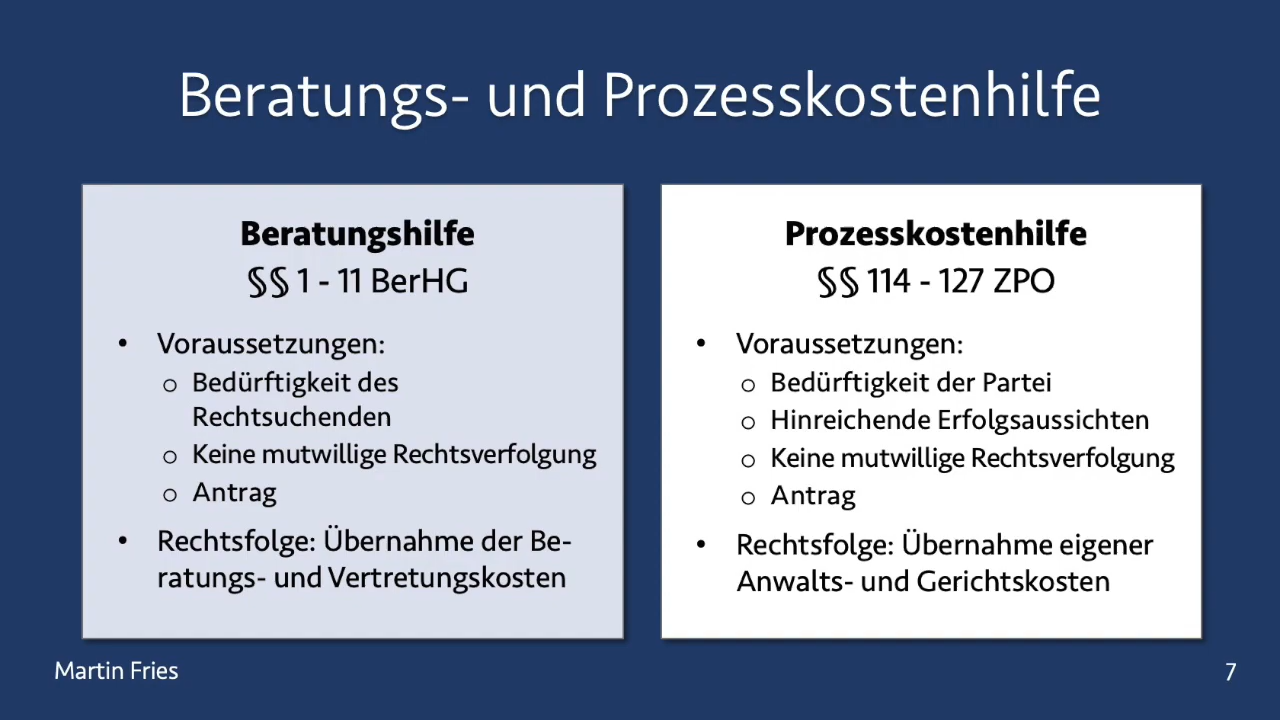 Beratungs- und Prozesskostenhilfe
Beratungshilfe
§§ 1 - 11 BerHG
• Voraussetzungen:
o Bedürftigkeit des
Rechtsuchenden
o Keine mutwillige Rechtsverfolgung
o Antrag
• Rechtsfolge: Übernahme der Be-
ratungs- und Vertretungskosten
Prozesskostenhilfe
§§ 114 - 127 ZPO
• Voraussetzungen:
o Bedürftigkeit der Partei
o Hinreichende Erfolgsaussichten
o Keine mutwillige Rechtsverfolgung
o Antrag
• Rechtsfolge: Übernahme eigener
Anwalts- und Gerichtskosten
Martin Fries
7